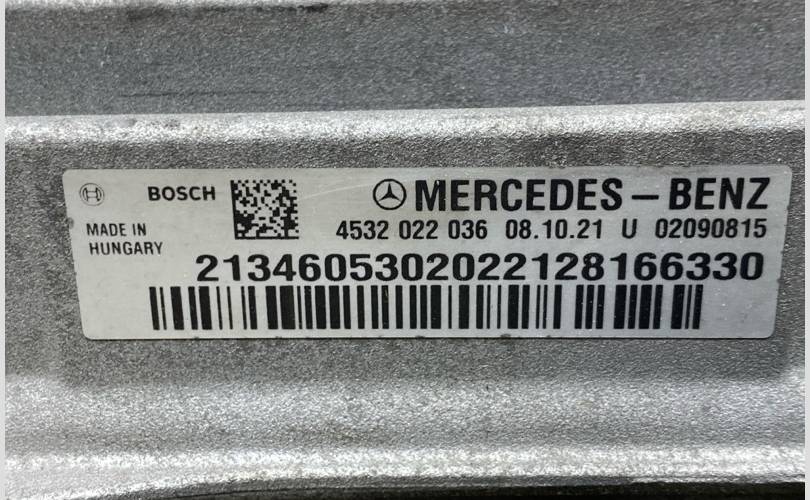 BOSCH
MERCEDES – BENZ
MADE IN
HUNGARY
4532 022 036 08.10.21 U 02090815
2134605302022128166330